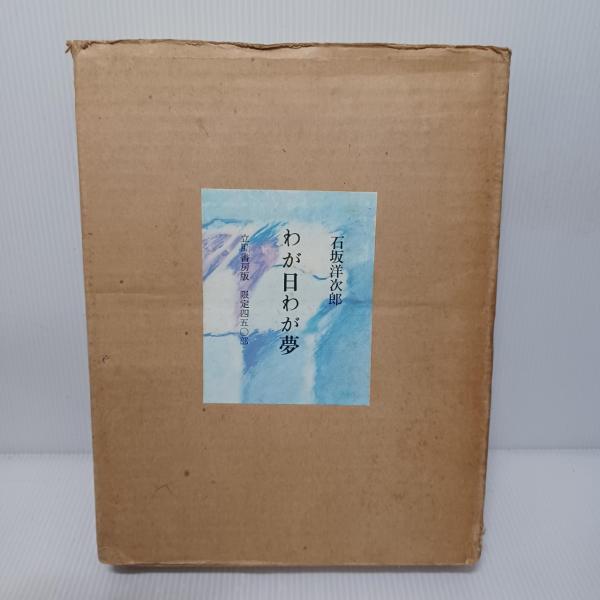 石坂洋次郎
わが日わが夢
立風書房版 限定四五〇部